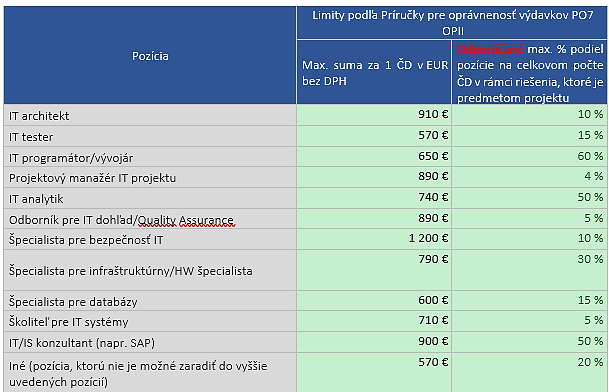 Pozícia
Limity podľa Príručky pre oprávnenosť výdavkov PO7
OPII
Max. suma za 1 ČD v EUR
bez DPH
Odporúčané max. % podiel
pozície na celkovom počte
ČD v rámci riešenia, ktoré je
predmetom projektu
IT architekt 910 € 10 %
IT tester 570 € 15 %
IT programátor/vývojár 650 € 60 %
Projektový manažér IT projektu 890 € 4 %
IT analytik 740 € 50 %
Odborník pre IT dohľad/Quality Assurance 890 € 5 %
Špecialista pre bezpečnosť IT 1 200 € 10 %
Špecialista pre infraštruktúrny/HW špecialista 790 € 30 %
Špecialista pre databázy 600 € 15 %
Školiteľ pre IT systémy 710 € 5 %
IT/IS konzultant (napr. SAP) 900 € 50 %
Iné (pozícia, ktorú nie je možné zaradiť do vyššie 570 € 20 %
uvedených pozícií)